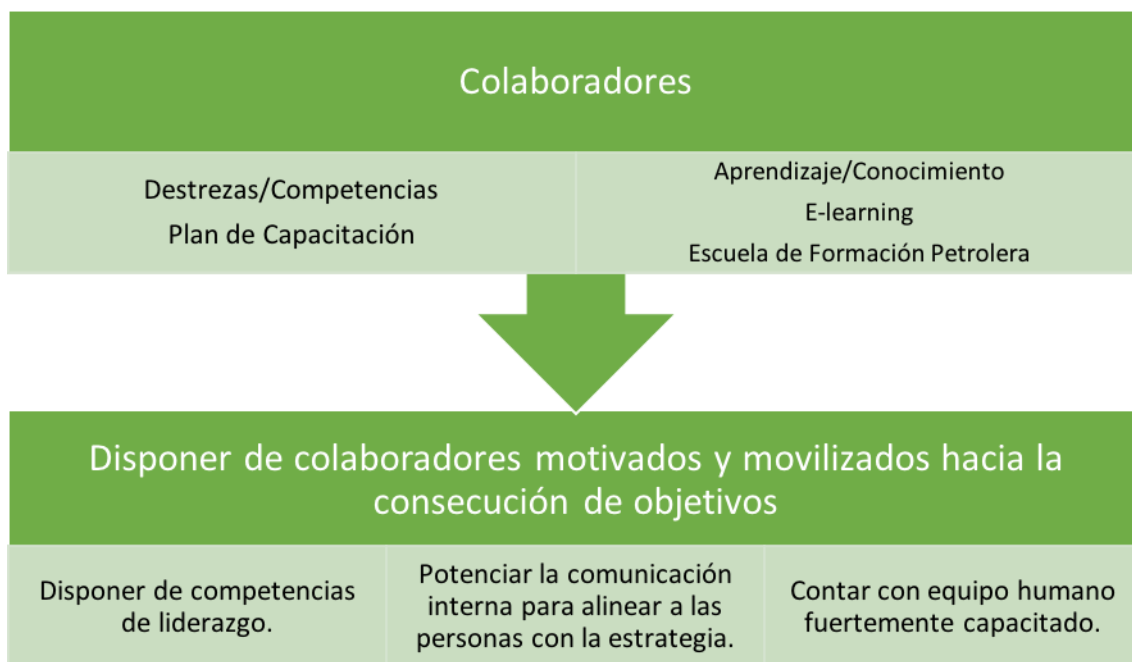 Colaboradores
Destrezas/Competencias
Plan de Capacitación
Aprendizaje/Conocimiento
E-learning
Escuela de Formación Petrolera
Disponer de colaboradores motivados y movilizados hacia la
consecución de objetivos
Disponer de competencias
de liderazgo.
Potenciar la comunicación
interna para alinear a las
personas con la estrategia.
Contar con equipo humano
fuertemente capacitado.